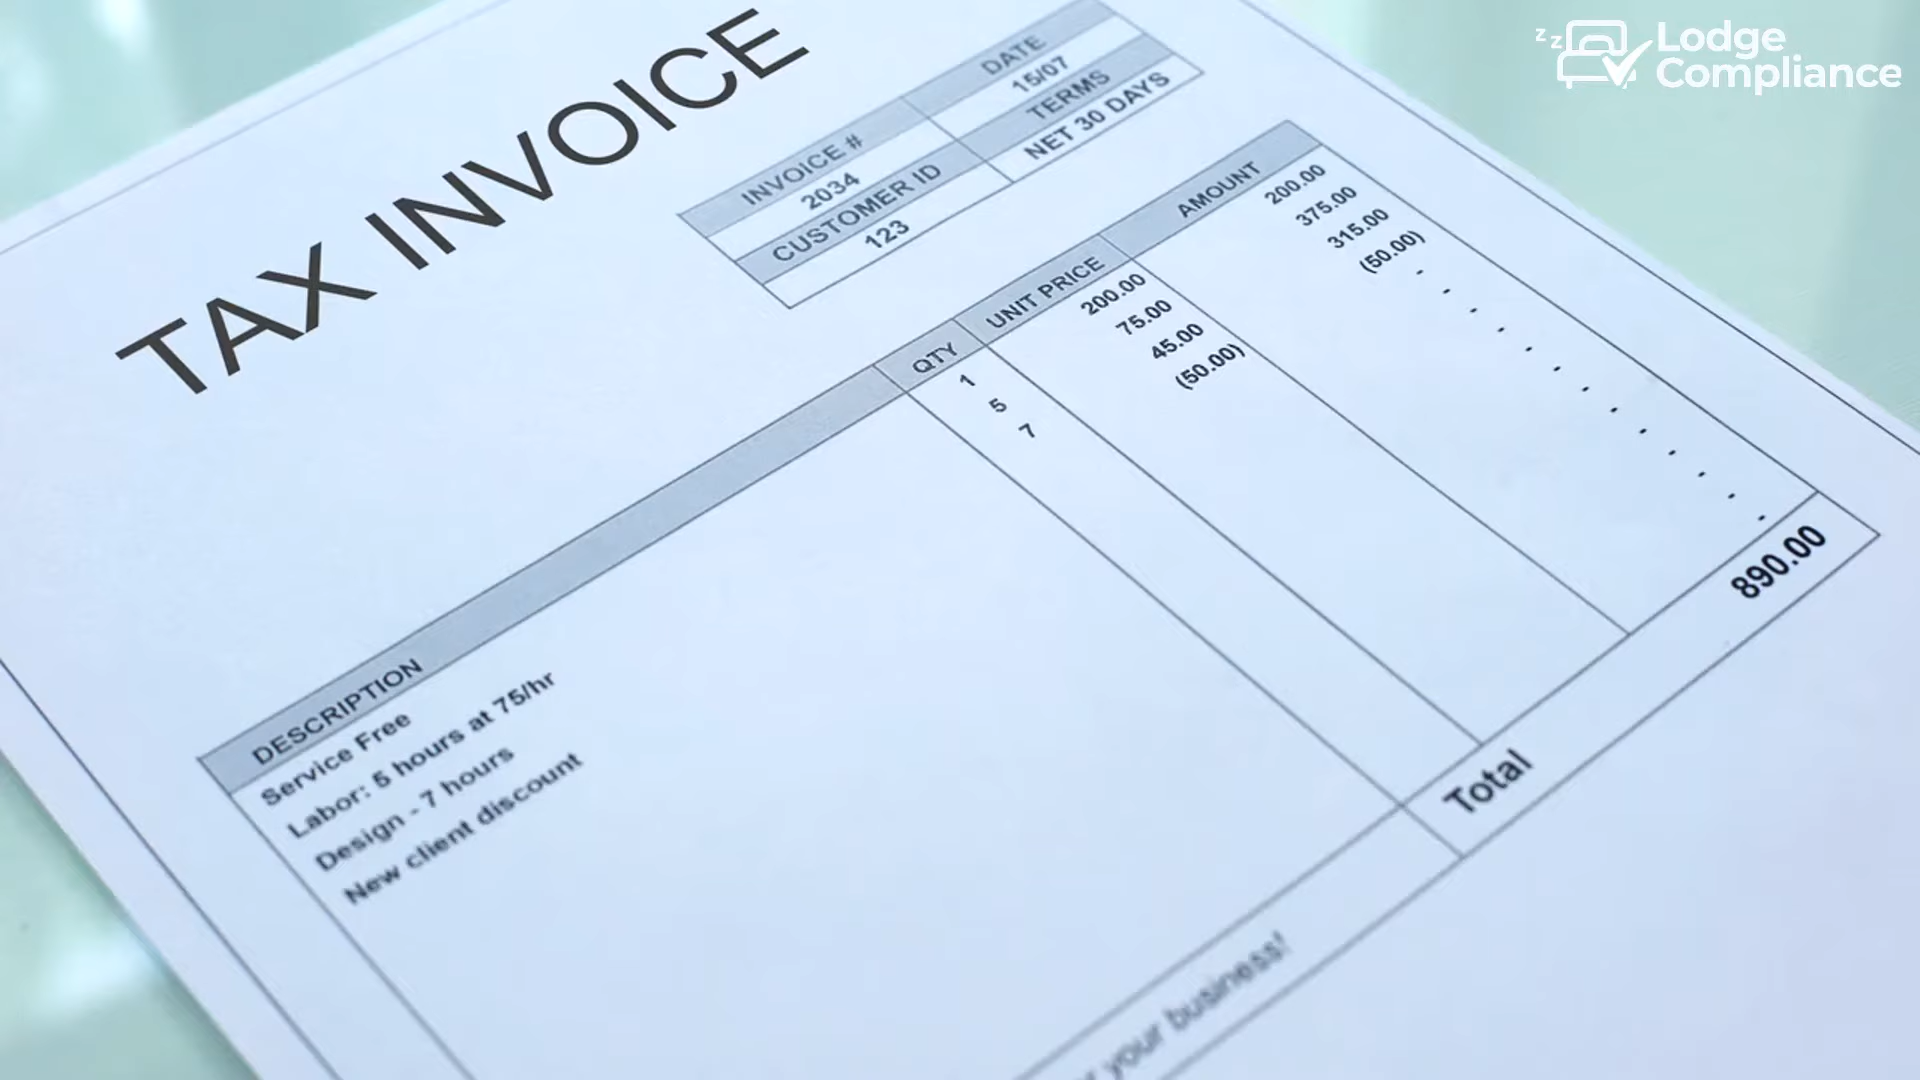 Lodge
Compliance
TAX INVOICE
INVOICE # DATE
2034 15/07
CUSTOMER ID TERMS
123 NET 30 DAYS
DESCRIPTION QTY UNIT PRICE AMOUNT
Service Free 1 200.00 200.00
Labor: 5 hours at 75/hr 5 75.00 375.00
Design - 7 hours 7 45.00 315.00
New client discount (50.00) (50.00)
-
-
-
-
-
-
-
-
-
-
-
-
-
Total 890.00
your business!